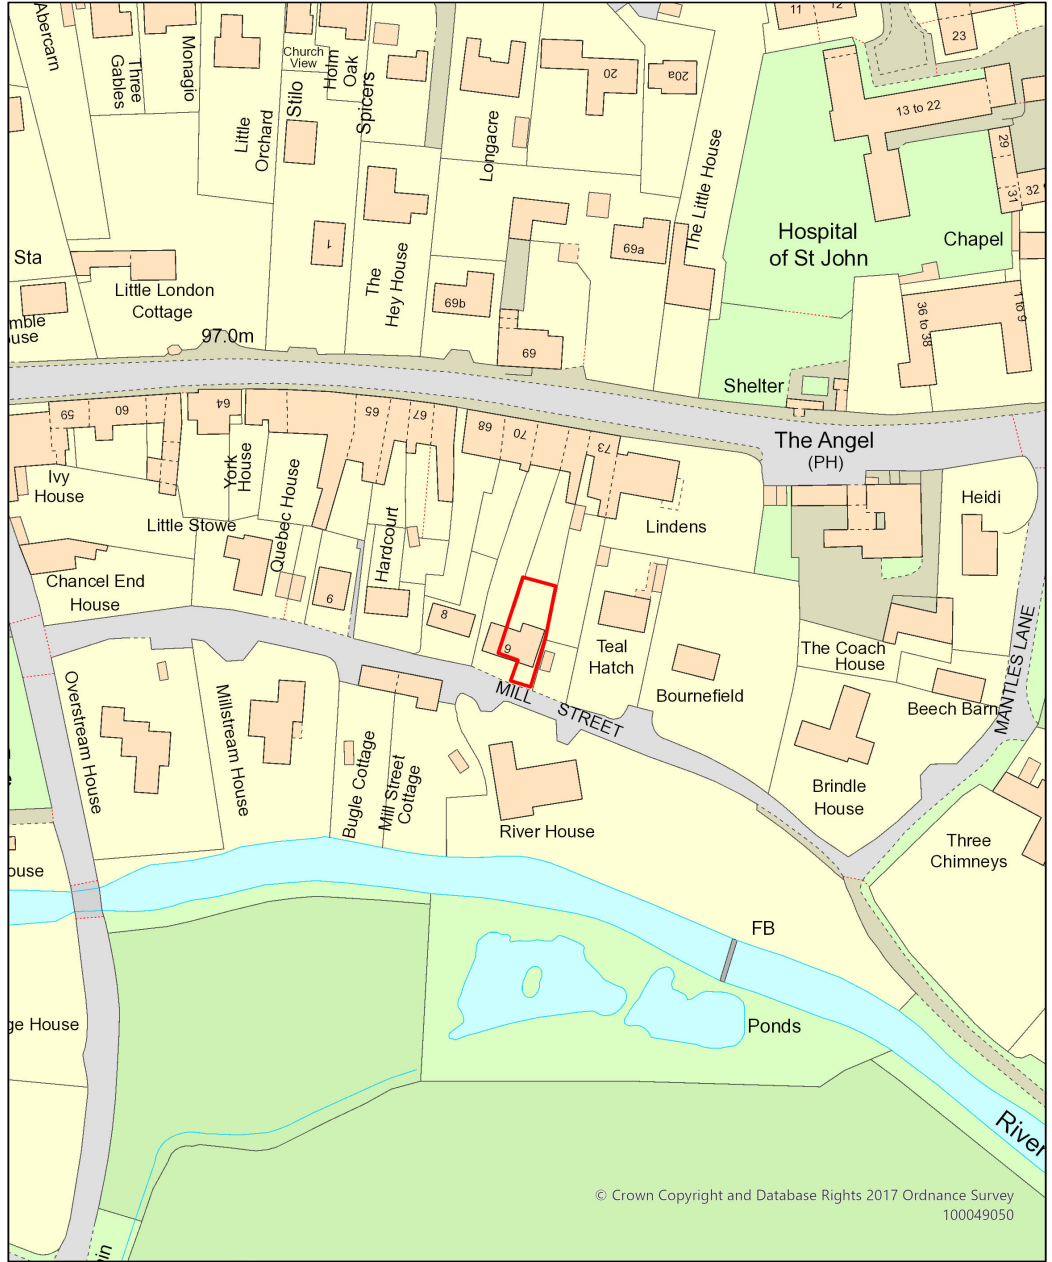 Abercarn
Three
Gables
Monagio
Church
View
Holm
Oak
Stilo
Spicers
Little
Orchard
Longacre
20
20a
11
12
23
13 to 22
29
31
32
The Little House
Hospital
of St John
Chapel
69a
1
The
Hey House
69b
69
Sta
Little London
Cottage
97.0m
36 to 38
1 to 9
Shelter
The Angel
(PH)
59
60
64
65
67
68
70
73
Ivy
House
York
House
Quebec House
Little Stowe
Hardcourt
Lindens
Heidi
Chancel End
House
9
8
6
Teal
Hatch
The Coach
House
Bournefield
Beech Barn
MANTLES LANE
MILL STREET
Overstream House
Millstream House
Bugle Cottage
Mill Street
Cottage
River House
Brindle
House
Three
Chimneys
FB
Ponds
House
River
© Crown Copyright and Database Rights 2017 Ordnance Survey
100049050